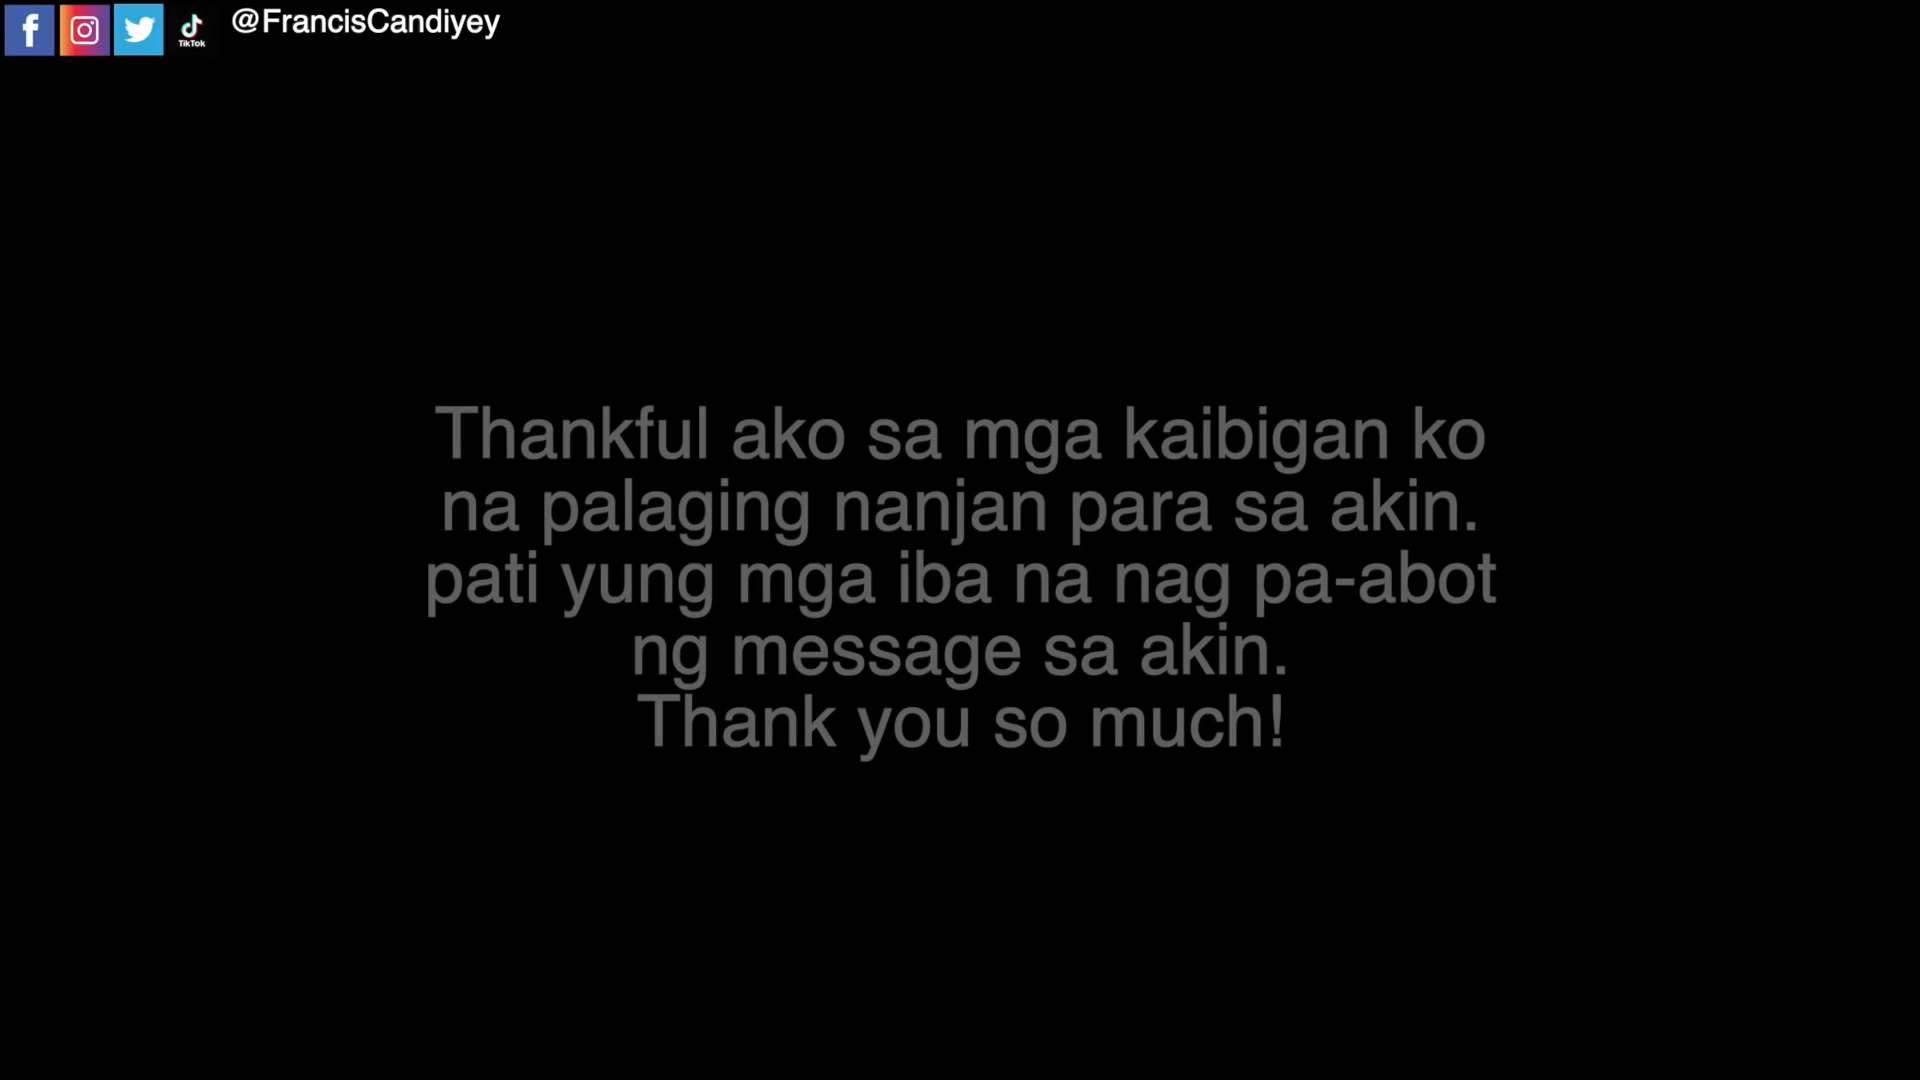 @FrancisCandiyey
TikTok
Thankful ako sa mga kaibigan ko
na palaging nanjan para sa akin.
pati yung mga iba na nag pa-abot
ng message sa akin.
Thank you so much!